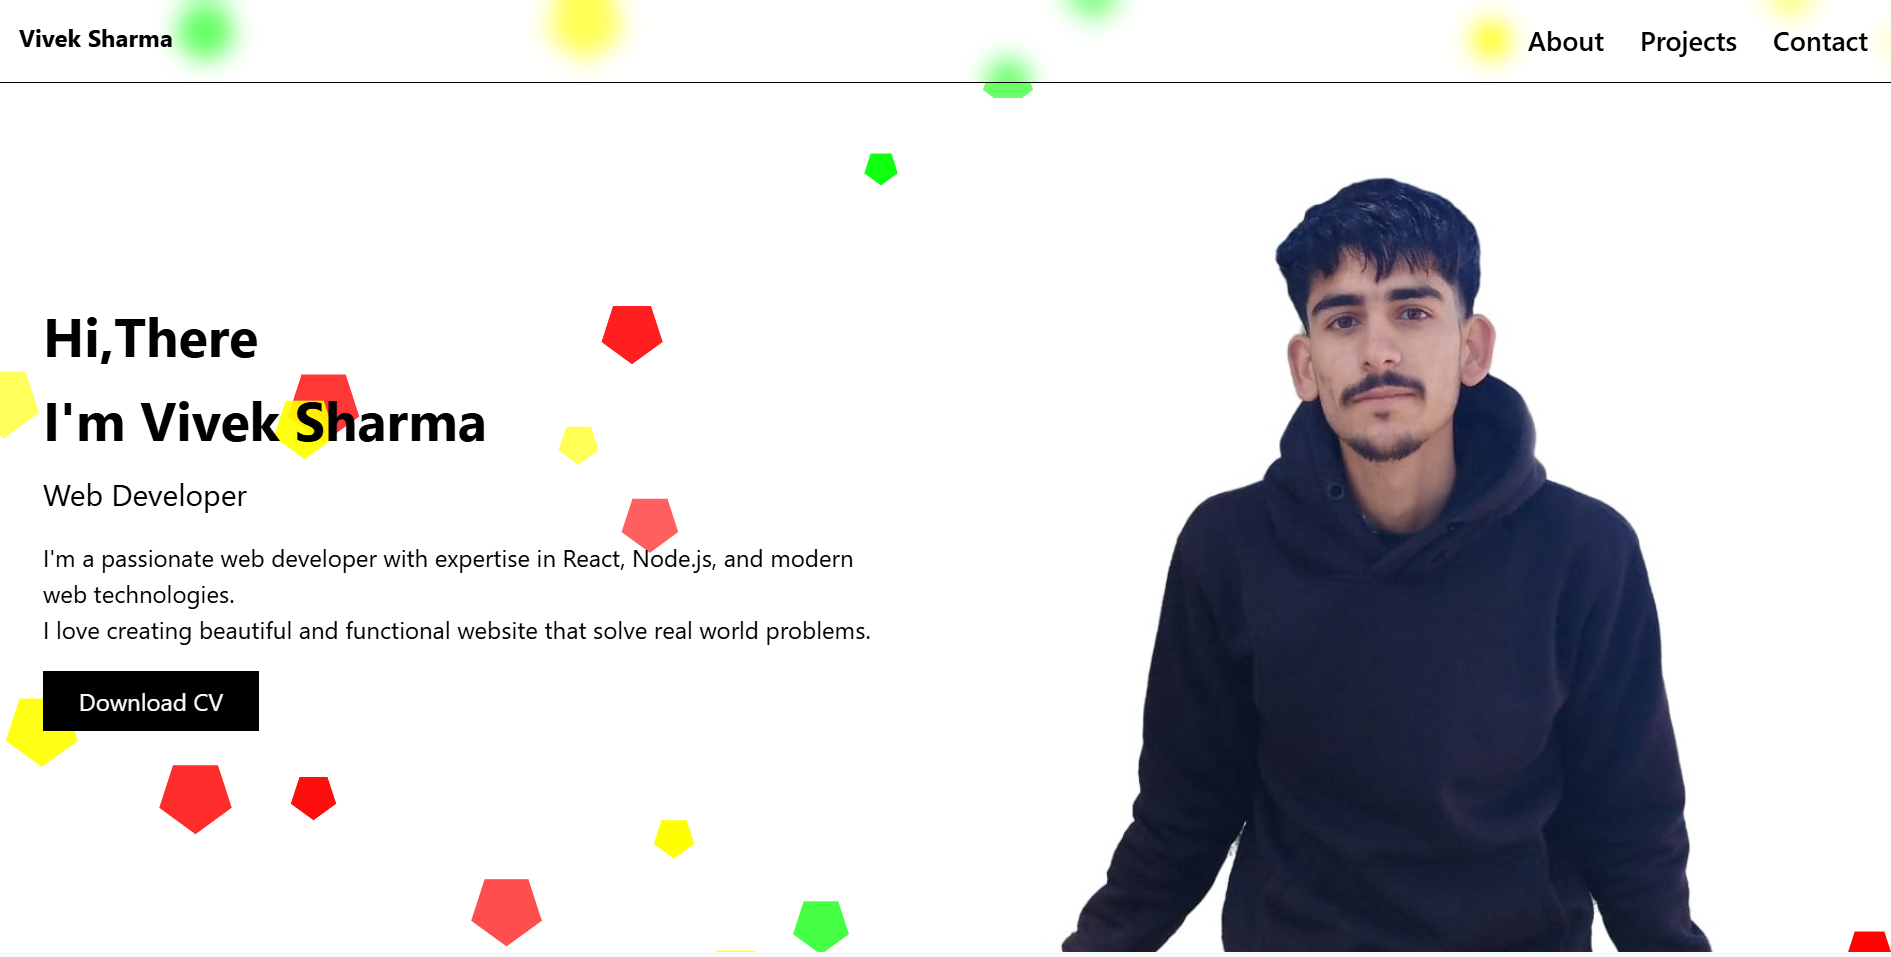 Vivek Sharma
About Projects Contact
Hi,There
I'm Vivek Sharma
Web Developer
I'm a passionate web developer with expertise in React, Node.js, and modern
web technologies.
I love creating beautiful and functional website that solve real world problems.
Download CV